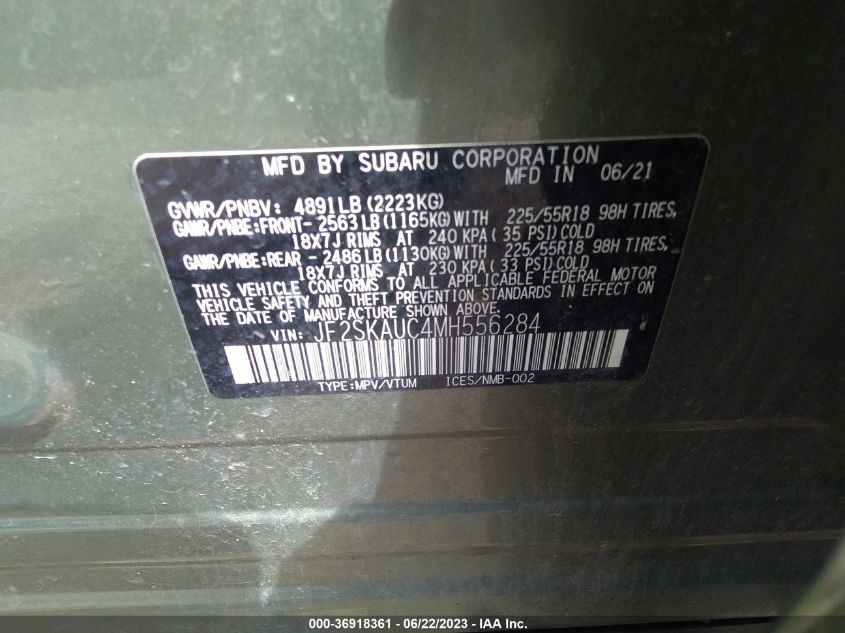 MFD BY SUBARU CORPORATION
MFD IN 06/21
GVWR/PNBV: 4891LB(2223KG)
GAWR/PNBE:FRONT- 2563LB(1165KG)WITH 225/55R18 98H TIRES,
18X7J RIMS AT 240 KPA( 35 PSI)COLD
GAWR/PNBE:REAR - 2486LB(1130KG)WITH 225/55R18 98H TIRES,
18X7J RIMS AT 230 KPA( 33 PSI)COLD
THIS VEHICLE CONFORMS TO ALL APPLICABLE FEDERAL MOTOR
VEHICLE SAFETY AND THEFT PREVENTION STANDARDS IN EFFECT ON
THE DATE OF MANUFACTURE SHOWN ABOVE.
VIN: JF2SKAUC4MH556284
TYPE:MPV/VTUM ICES/NMB-002
000-36918361 - 06/22/2023 - IAA Inc.